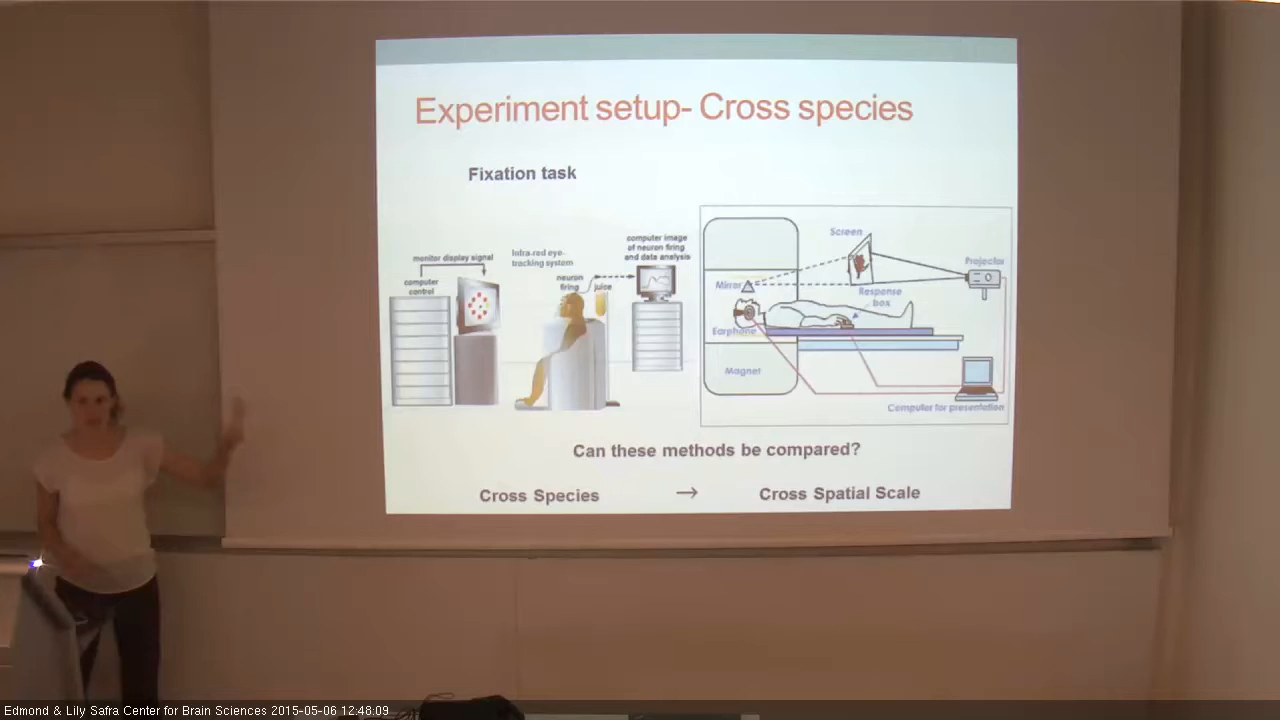 Experiment setup- Cross species
Fixation task
monitor display signal
computer
control
Infra-red eye-
tracking system
neuron
firing
juice
computer image
of neuron firing
and data analysis
Screen
Projector
Mirror
Response
box
Earphone
Magnet
Computer for presentation
Can these methods be compared?
Cross Species → Cross Spatial Scale
Edmond & Lily Safra Center for Brain Sciences 2015-05-06 12:48:09